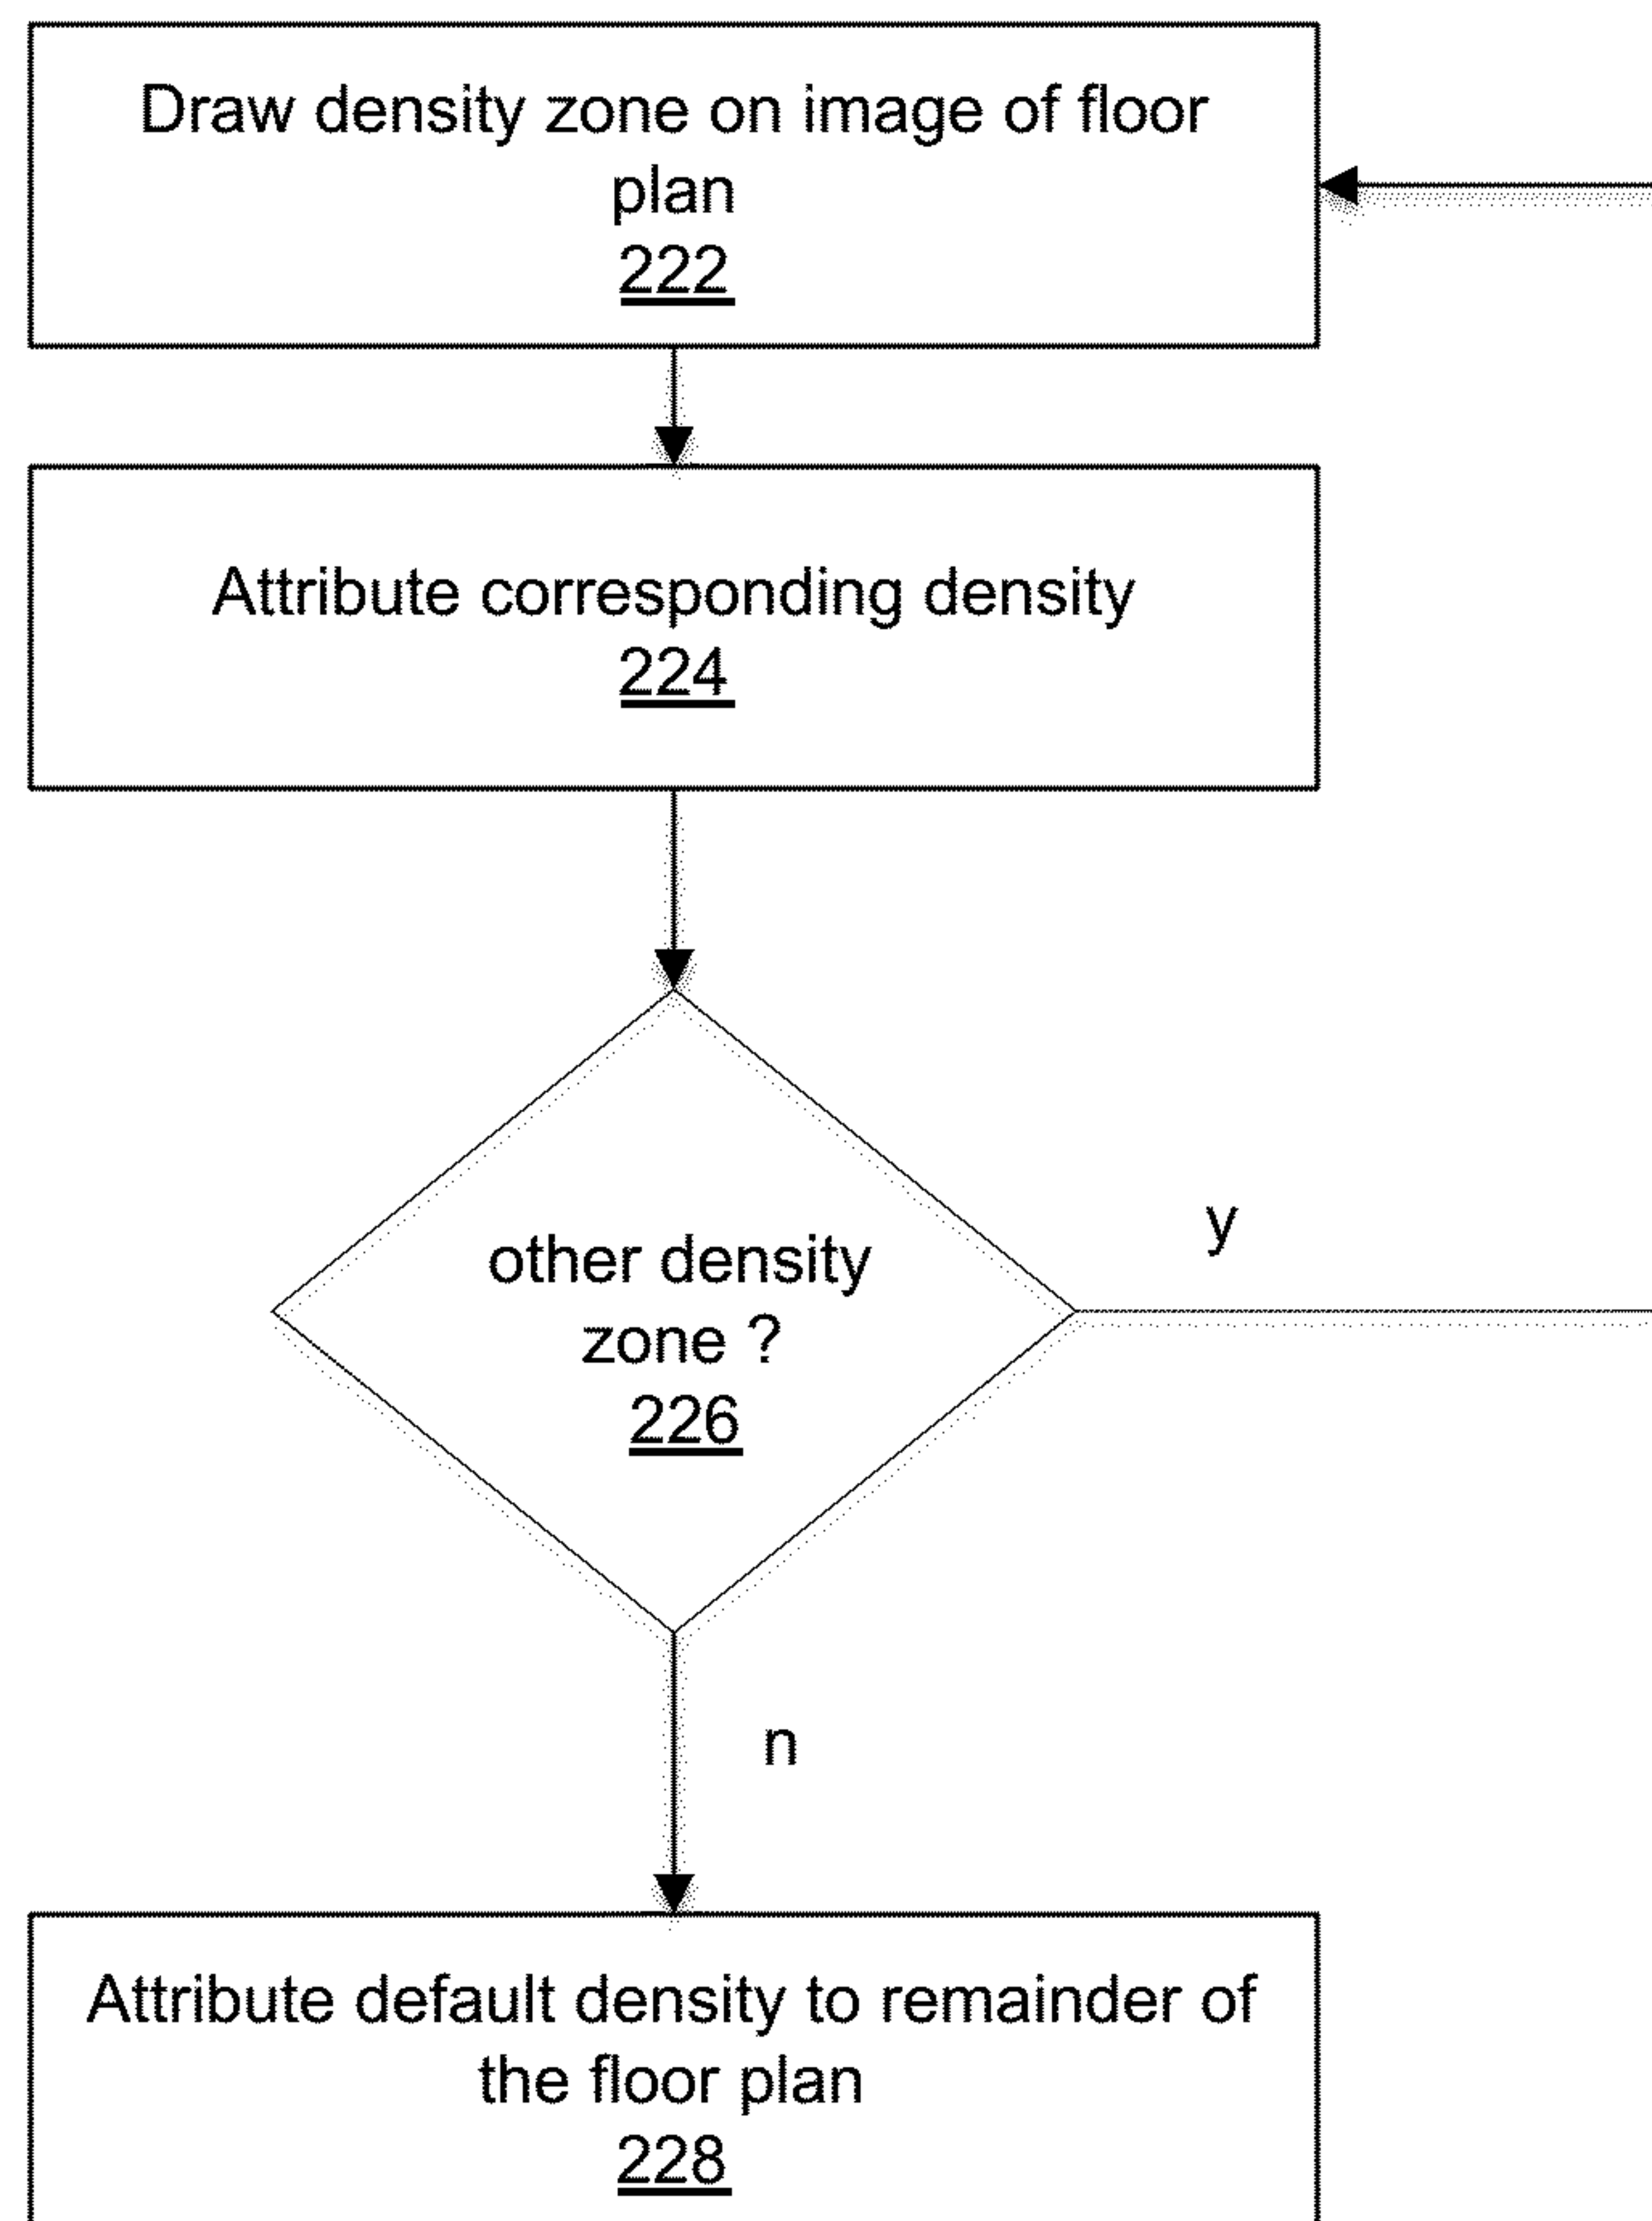 Draw density zone on image of floor
plan
222
Attribute corresponding density
224
other density
zone ?
226
y
n
Attribute default density to remainder of
the floor plan
228